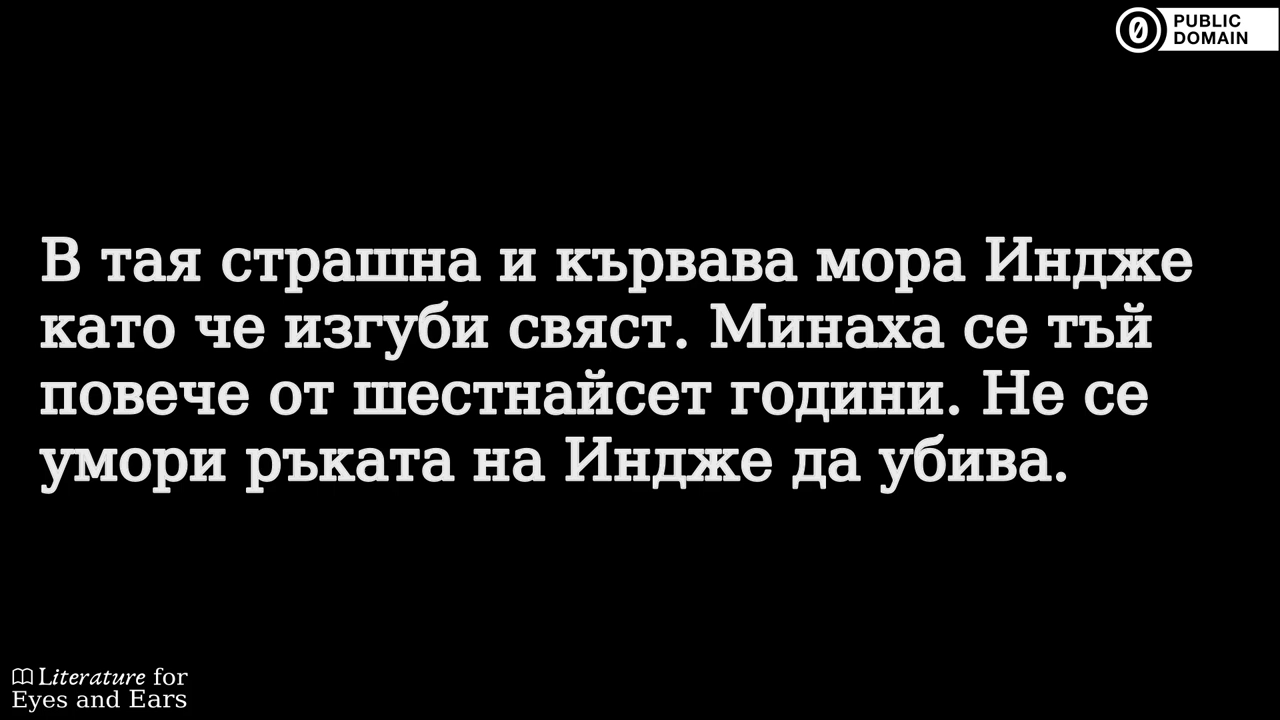 PUBLIC
DOMAIN
В тая страшна и кървава мора Индже
като че изгуби свяст. Минаха се тъй
повече от шестнайсет години. Не се
умори ръката на Индже да убива.
Literature for
Eyes and Ears